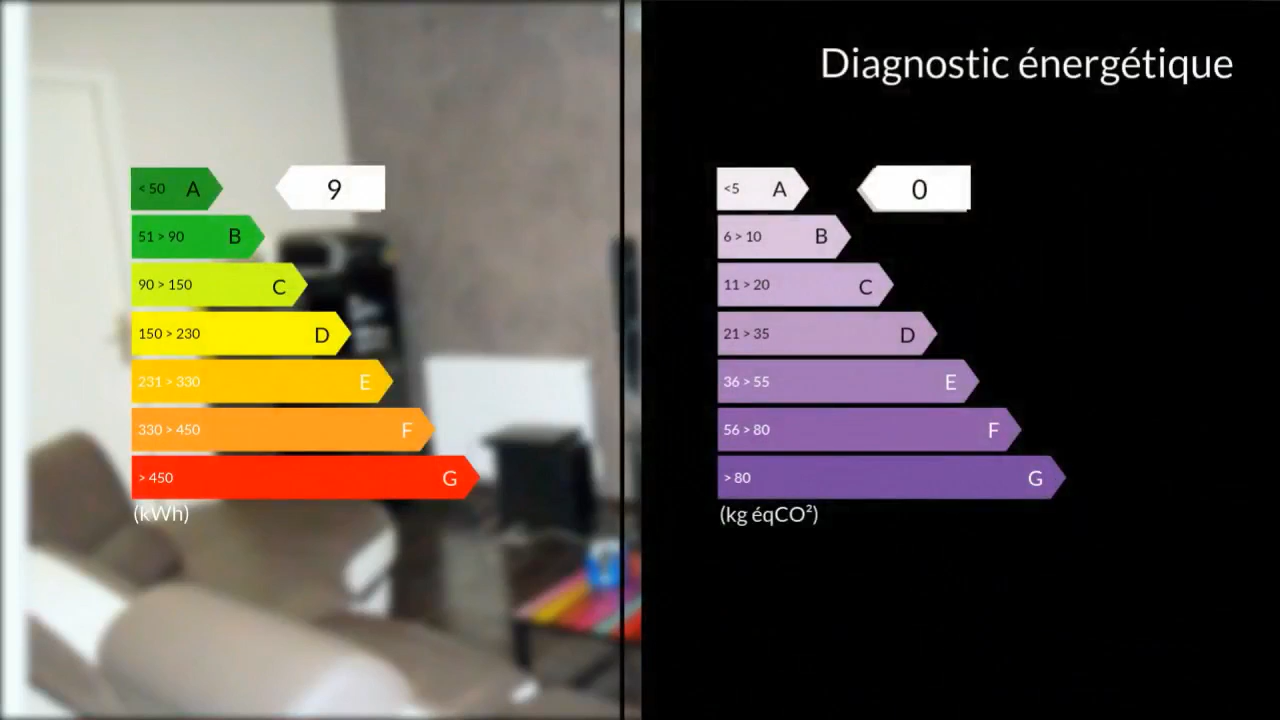 Diagnostic énergétique
< 50 A 9
51 > 90 B
90 > 150 C
150 > 230 D
231 > 330 E
330 > 450 F
> 450 G
(kWh)
<5 A 0
6 > 10 B
11 > 20 C
21 > 35 D
36 > 55 E
56 > 80 F
> 80 G
(kg éqCO²)